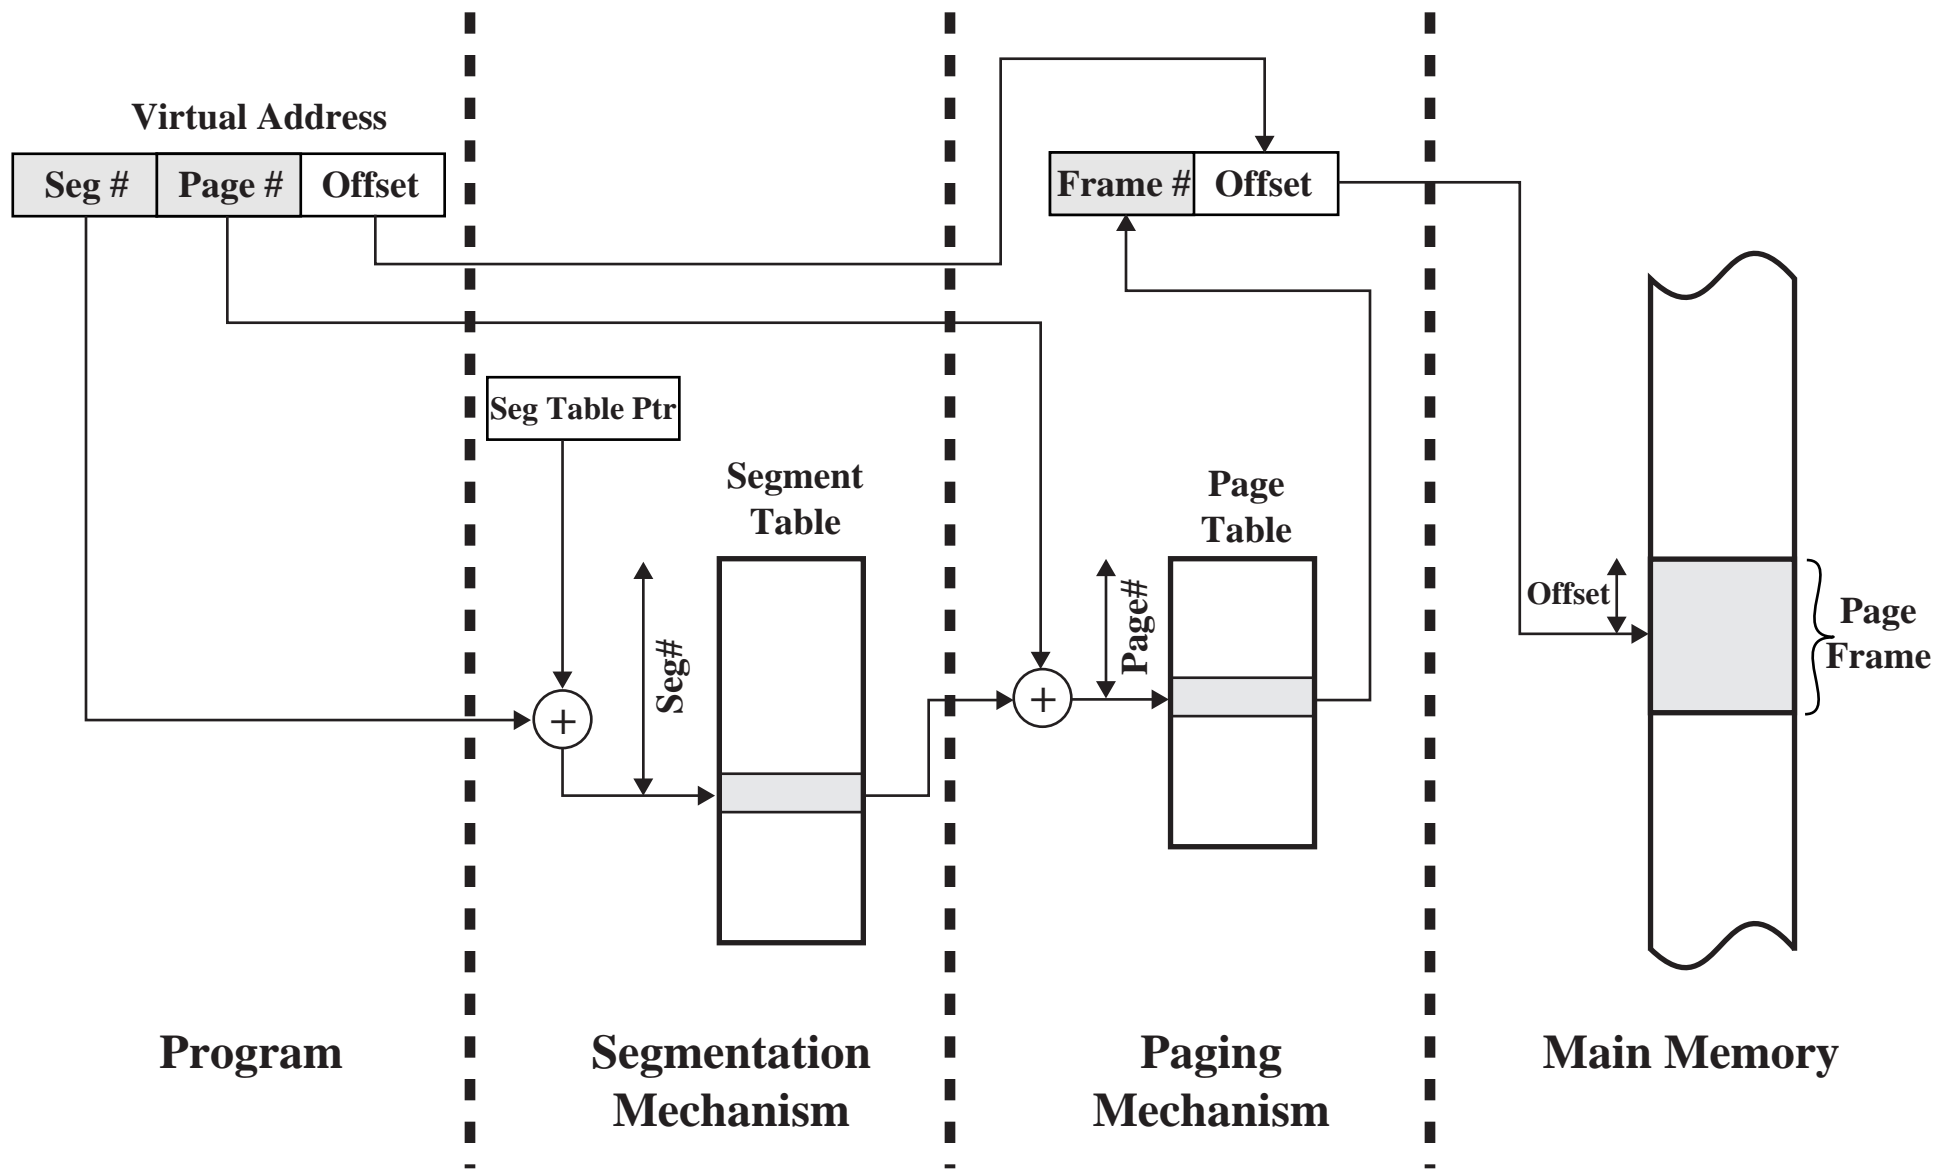 Virtual Address
Seg #
Page #
Offset
Frame #
Offset
Seg Table Ptr
Segment
Table
Page
Table
Seg#
Page#
+
+
Offset
Page
Frame
Program
Segmentation
Mechanism
Paging
Mechanism
Main Memory